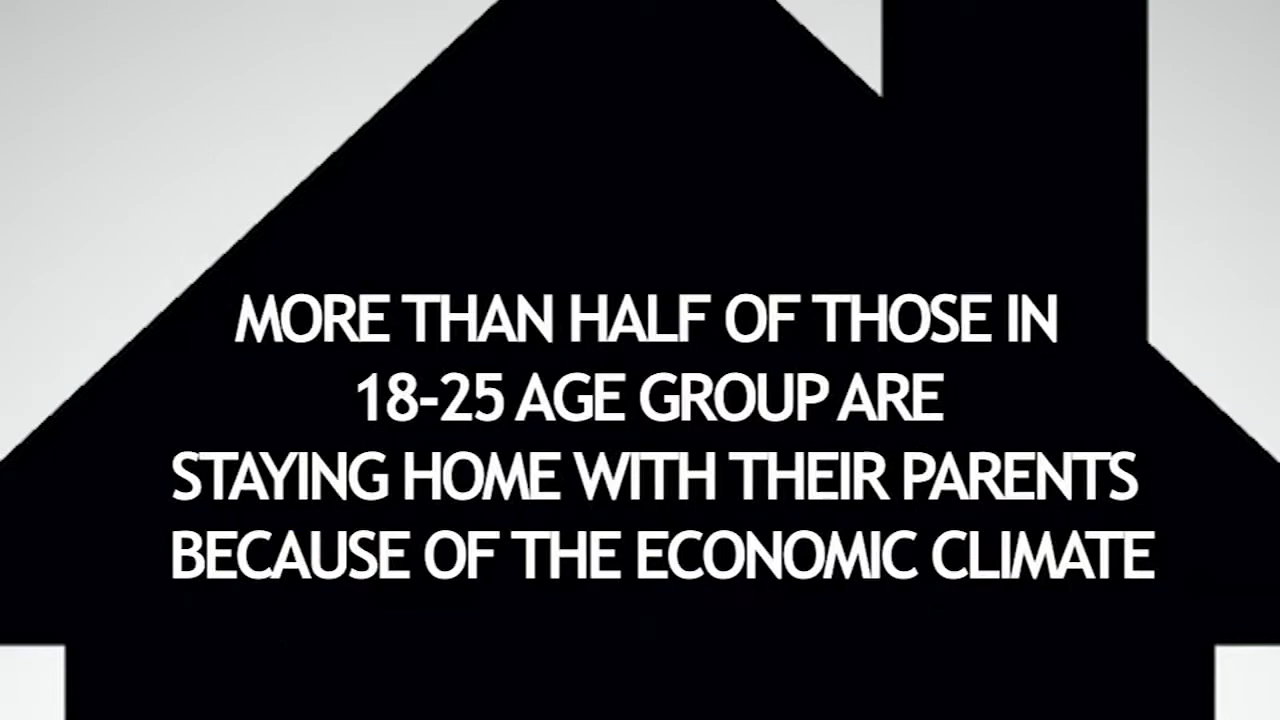 MORE THAN HALF OF THOSE IN
18-25 AGE GROUP ARE
STAYING HOME WITH THEIR PARENTS
BECAUSE OF THE ECONOMIC CLIMATE